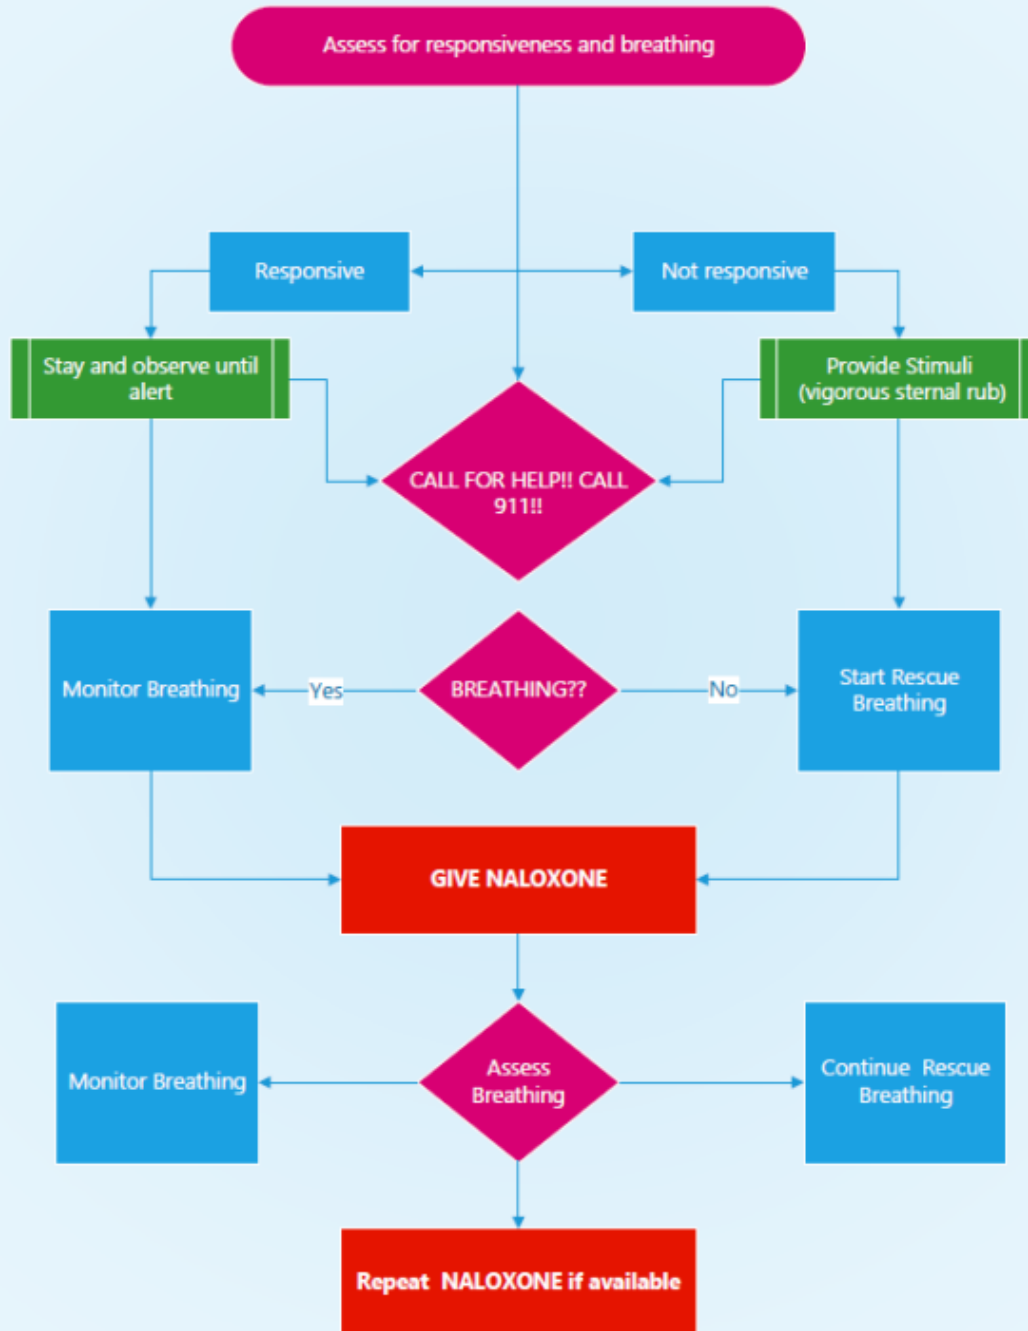 Assess for responsiveness and breathing
Responsive
Not responsive
Stay and observe until
alert
Provide Stimuli
(vigorous sternal rub)
CALL FOR HELP!! CALL
911!!
Monitor Breathing
Yes
BREATHING??
No
Start Rescue
Breathing
GIVE NALOXONE
Monitor Breathing
Assess
Breathing
Continue  Rescue
Breathing
Repeat  NALOXONE if available